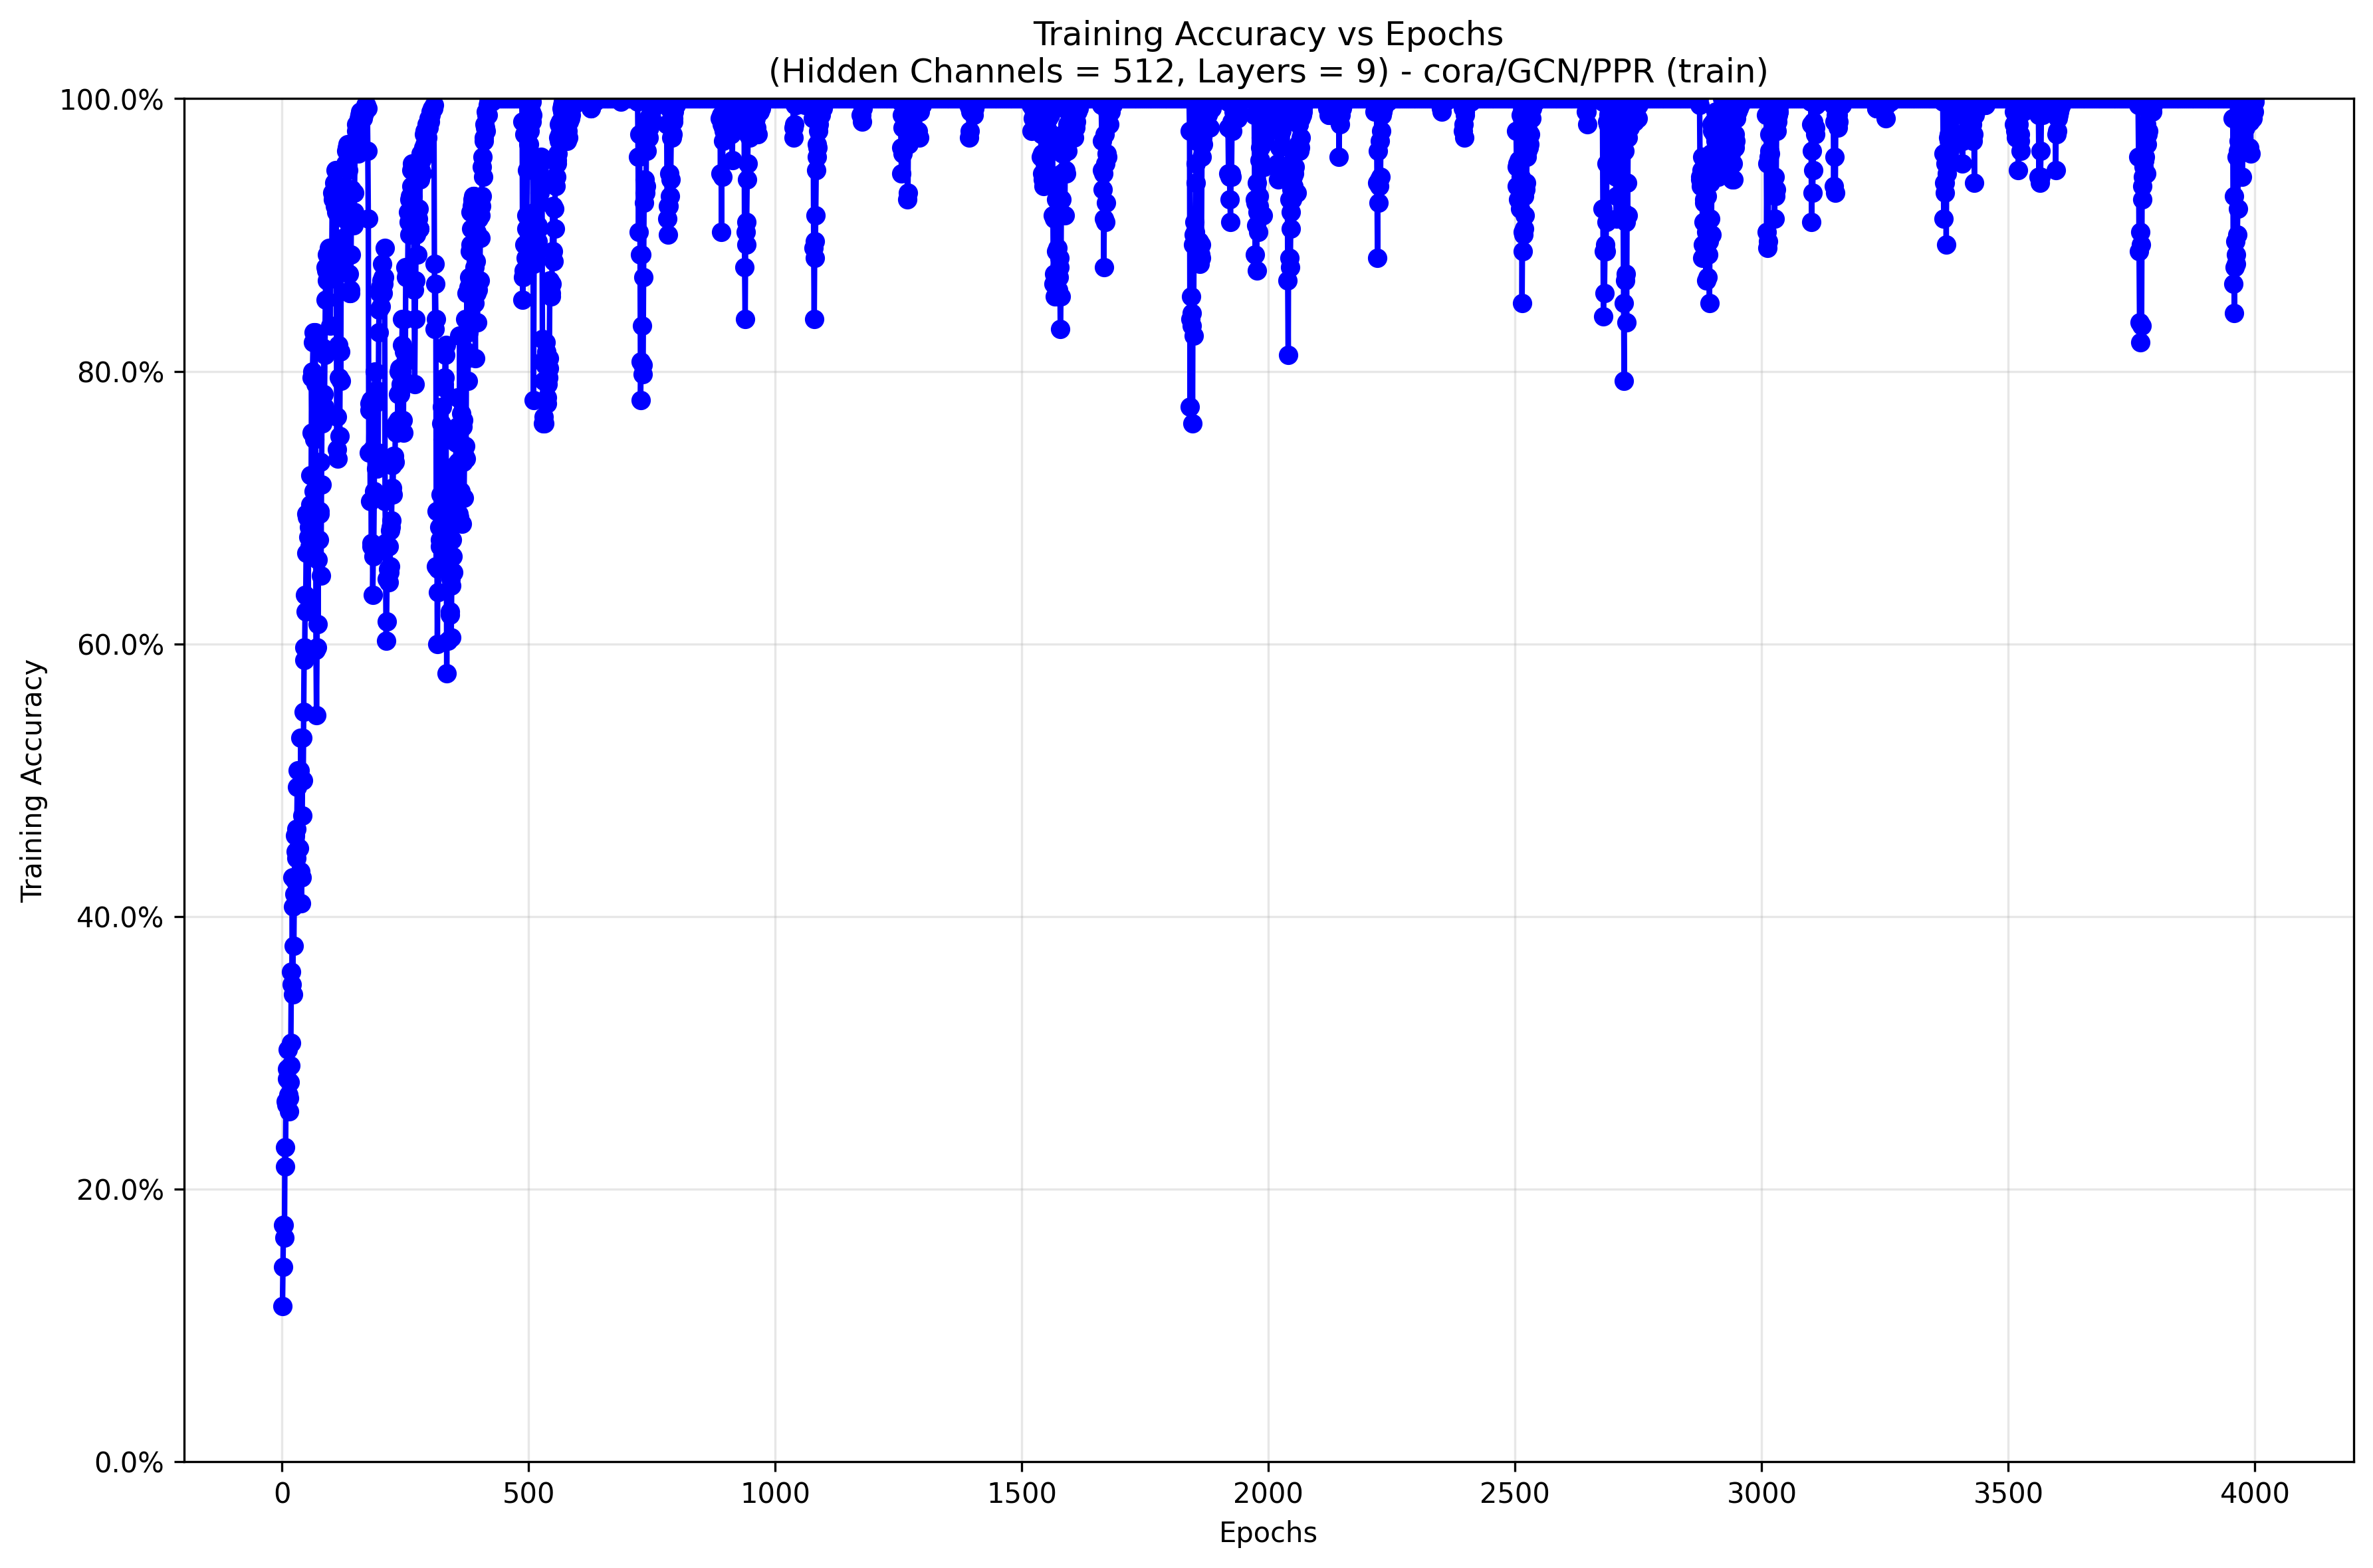 Training Accuracy vs Epochs
(Hidden Channels = 512, Layers = 9) - cora/GCN/PPR (train)
100.0%
80.0%
60.0%
40.0%
20.0%
0.0%
Training Accuracy
0 500 1000 1500 2000 2500 3000 3500 4000
Epochs